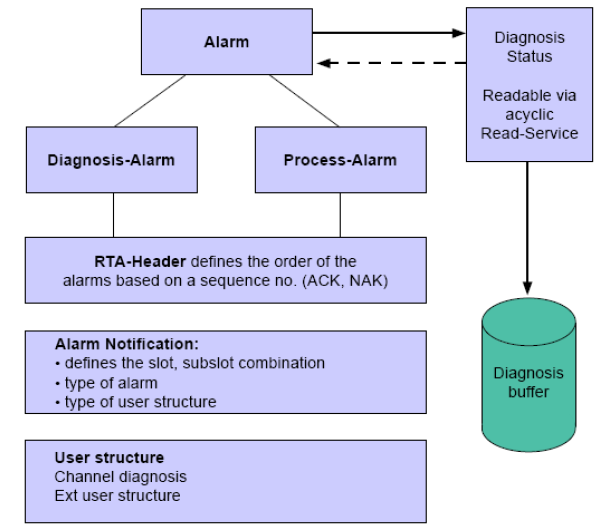 Alarm
Diagnosis
Status
Readable via
acyclic
Read-Service
Diagnosis-Alarm
Process-Alarm
RTA-Header defines the order of the
alarms based on a sequence no. (ACK, NAK)
Alarm Notification:
• defines the slot, subslot combination
• type of alarm
• type of user structure
Diagnosis
buffer
User structure
Channel diagnosis
Ext user structure